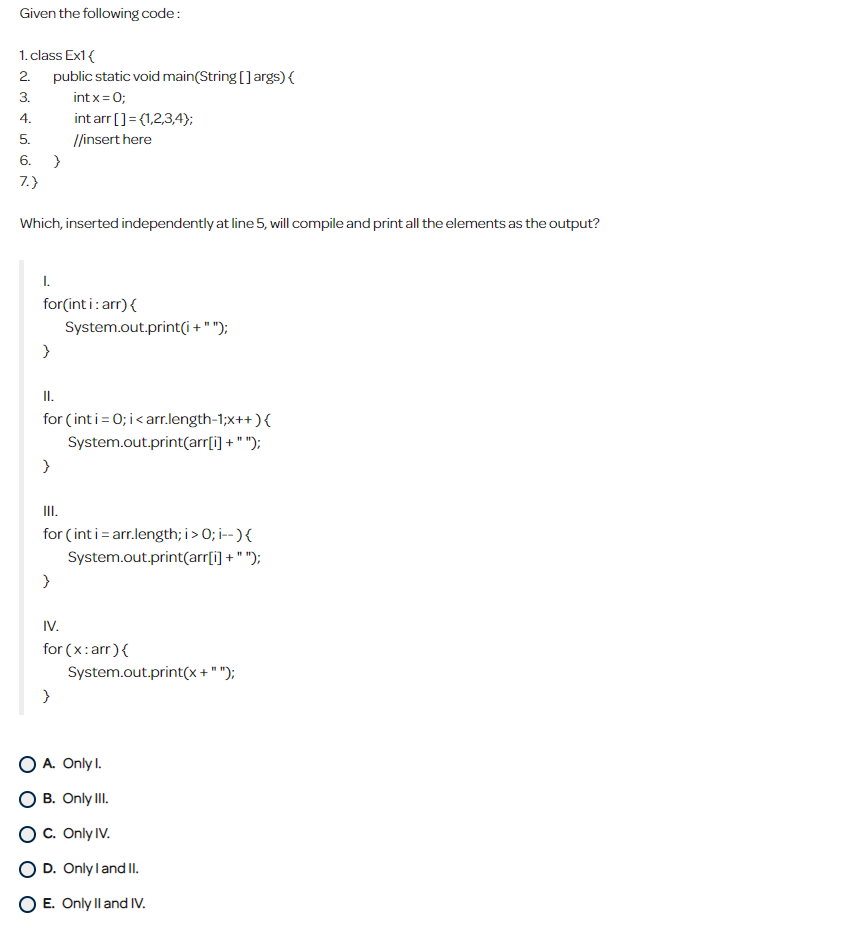 Given the following code :
1. class Ex1 {
2. public static void main(String [ ] args) {
3. int x = 0;
4. int arr [ ] = {1,2,3,4};
5. //insert here
6. }
7. }
Which, inserted independently at line 5, will compile and print all the elements as the output?
I.
for(int i : arr) {
System.out.print(i + " ");
}
II.
for ( int i = 0; i < arr.length-1;x++ ) {
System.out.print(arr[i] + " ");
}
III.
for ( int i = arr.length; i > 0; i-- ) {
System.out.print(arr[i] + " ");
}
IV.
for ( x : arr ) {
System.out.print(x + " ");
}
A. Only I.
B. Only III.
C. Only IV.
D. Only I and II.
E. Only II and IV.